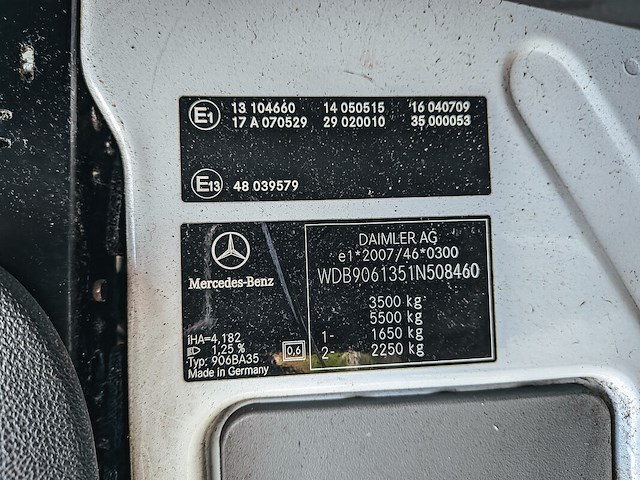 E1 13 104660 14 050515 16 040709
17 A 070529 29 020010 35 000053
E13 48 039579
Mercedes-Benz
iHA=4,182
1,25 %
Typ: 906BA35
Made in Germany
0,6
DAIMLER AG
e1*2007/46*0300
WDB9061351N508460
3500 kg
5500 kg
1- 1650 kg
2- 2250 kg